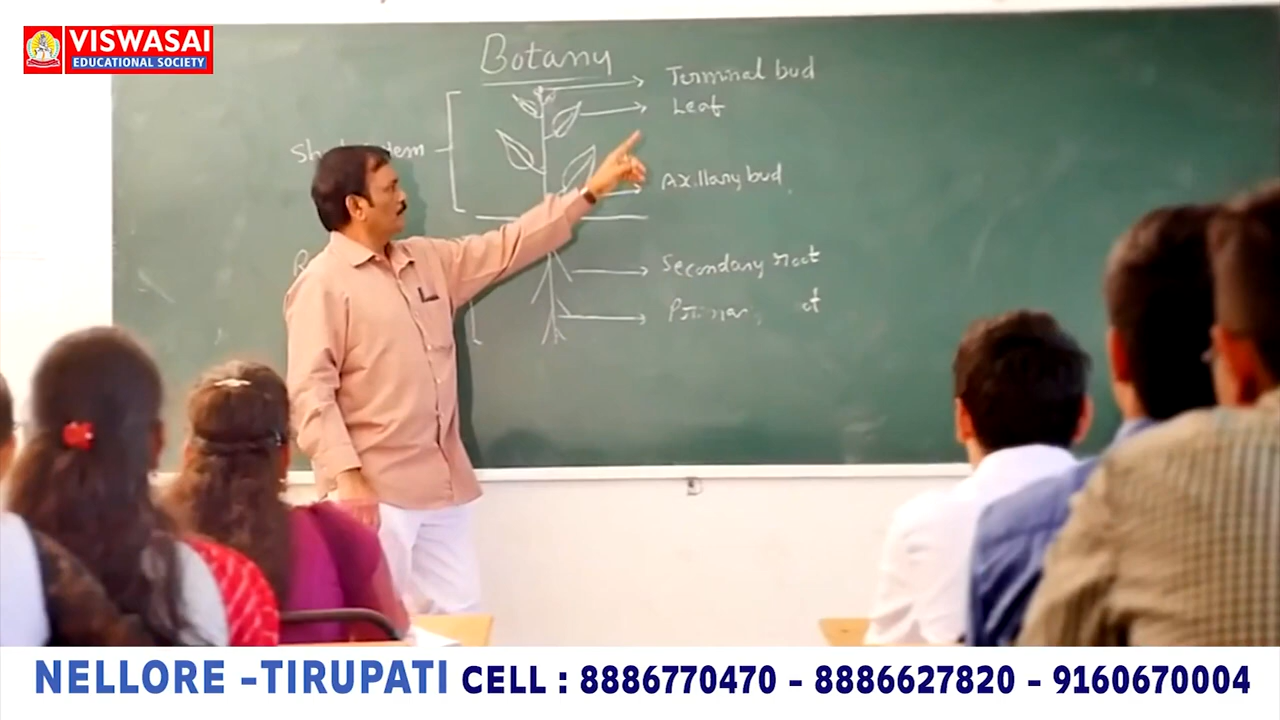 VISWASAI
EDUCATIONAL SOCIETY
Botany
Terminal bud
Leaf
Axillary bud
Secondary root
NELLORE -TIRUPATI CELL : 8886770470 - 8886627820 - 9160670004